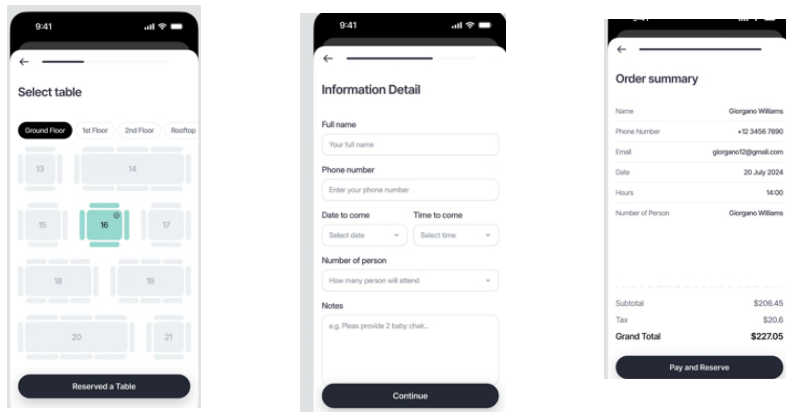 9:41
Select table
Ground Floor 1st Floor 2nd Floor Rooftop
13 14
15 16 17
18 19
20 21
Reserved a Table
9:41
Information Detail
Full name
Your full name
Phone number
Enter your phone number
Date to come Time to come
Select date Select time
Number of person
How many person will attend
Notes
e.g. Pleas provide 2 baby chair...
Continue
Order summary
Name Giorgano Williams
Phone Number +12 3456 7890
Email giorgano12@gmail.com
Date 20 July 2024
Hours 14:00
Number of Person Giorgano Williams
Subtotal $206.45
Tax $20.6
Grand Total $227.05
Pay and Reserve